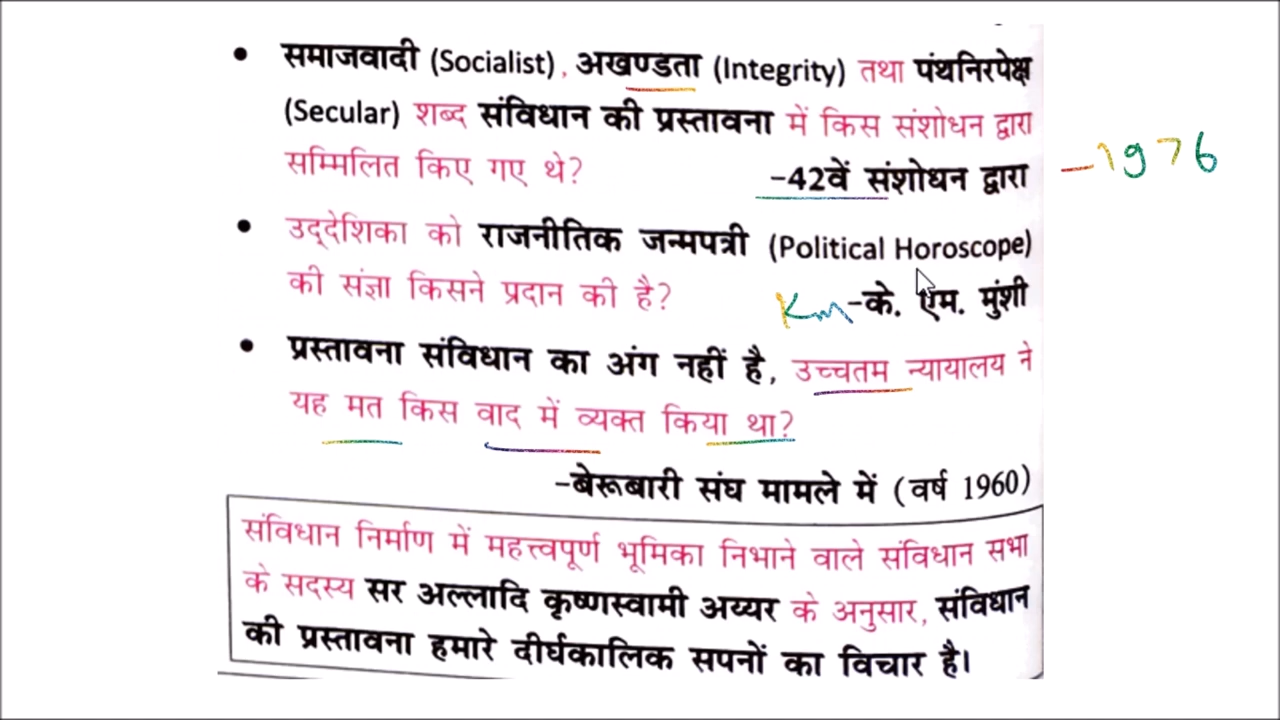 • समाजवादी (Socialist), अखण्डता (Integrity) तथा पंथनिरपेक्ष
(Secular) शब्द संविधान की प्रस्तावना में किस संशोधन द्वारा
सम्मिलित किए गए थे? -42वें संशोधन द्वारा -1976
• उद्देशिका को राजनीतिक जन्मपत्री (Political Horoscope)
की संज्ञा किसने प्रदान की है? Km -के. एम. मुंशी
• प्रस्तावना संविधान का अंग नहीं है, उच्चतम न्यायालय ने
यह मत किस वाद में व्यक्त किया था?
-बेरूबारी संघ मामले में (वर्ष 1960)
संविधान निर्माण में महत्त्वपूर्ण भूमिका निभाने वाले संविधान सभा
के सदस्य सर अल्लादि कृष्णस्वामी अय्यर के अनुसार, संविधान
की प्रस्तावना हमारे दीर्घकालिक सपनों का विचार है।